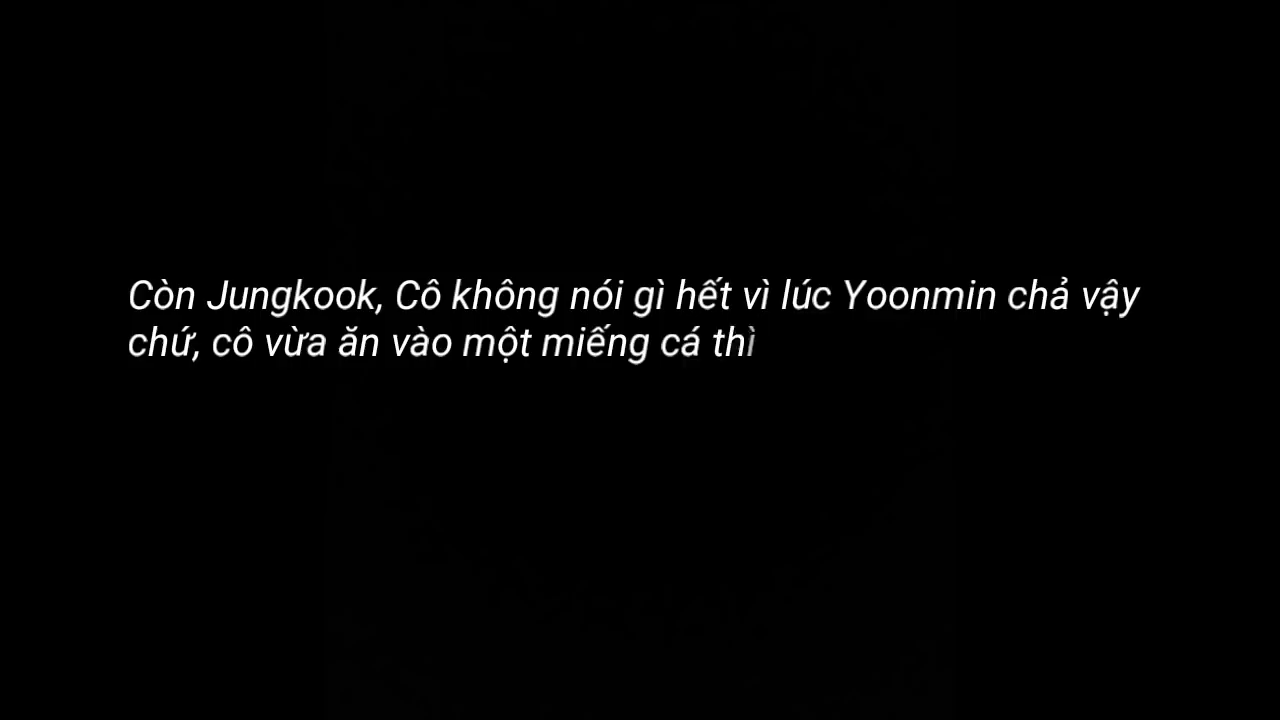 Còn Jungkook, Cô không nói gì hết vì lúc Yoonmin chả vậy
chứ, cô vừa ăn vào một miếng cá thì